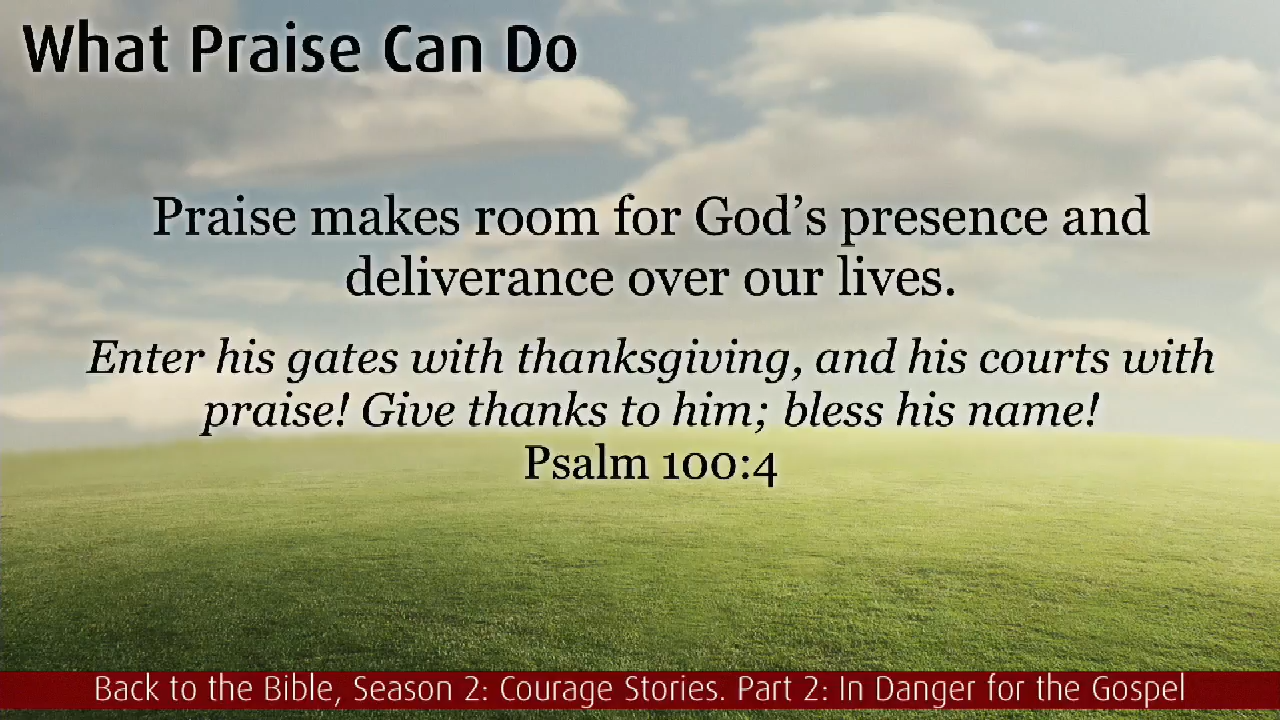 What Praise Can Do
Praise makes room for God’s presence and
deliverance over our lives.
Enter his gates with thanksgiving, and his courts with
praise! Give thanks to him; bless his name!
Psalm 100:4
Back to the Bible, Season 2: Courage Stories. Part 2: In Danger for the Gospel